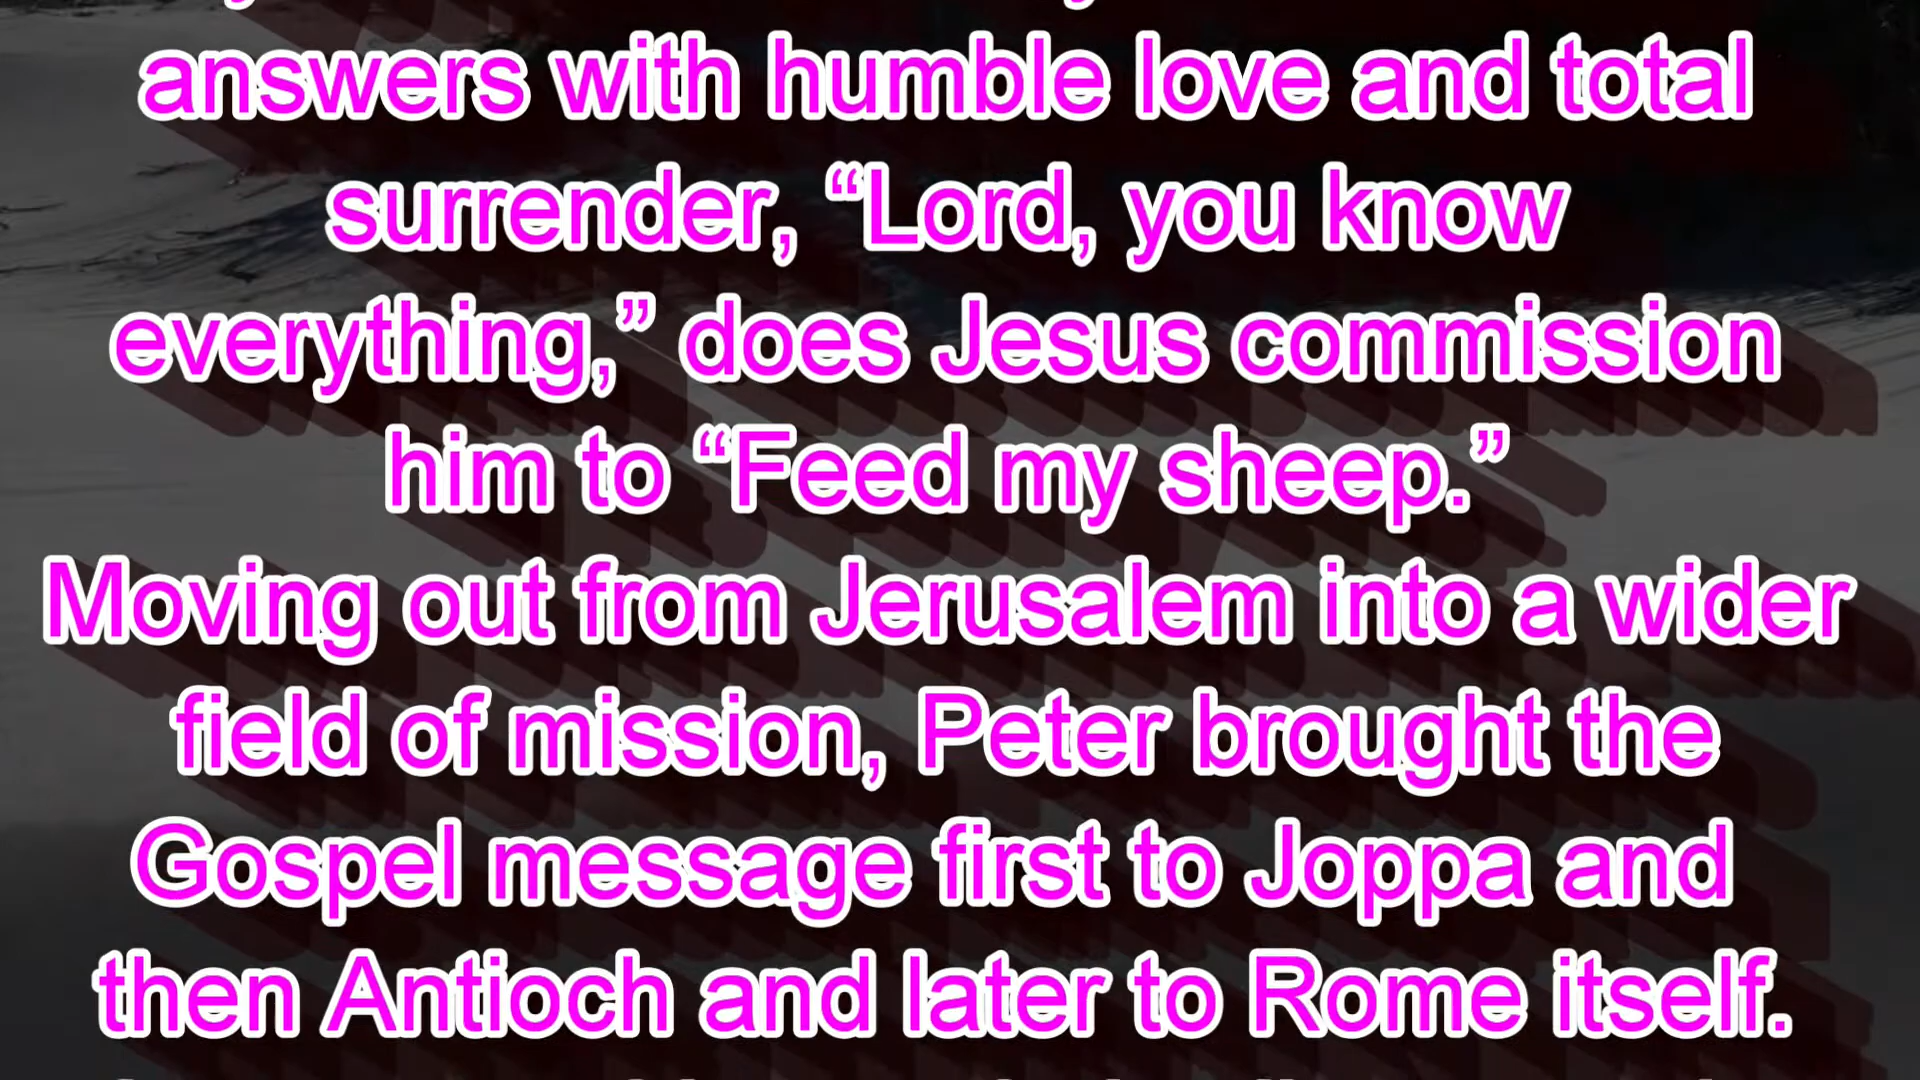 answers with humble love and total
surrender, “Lord, you know
everything,” does Jesus commission
him to “Feed my sheep.”
Moving out from Jerusalem into a wider
field of mission, Peter brought the
Gospel message first to Joppa and
then Antioch and later to Rome itself.